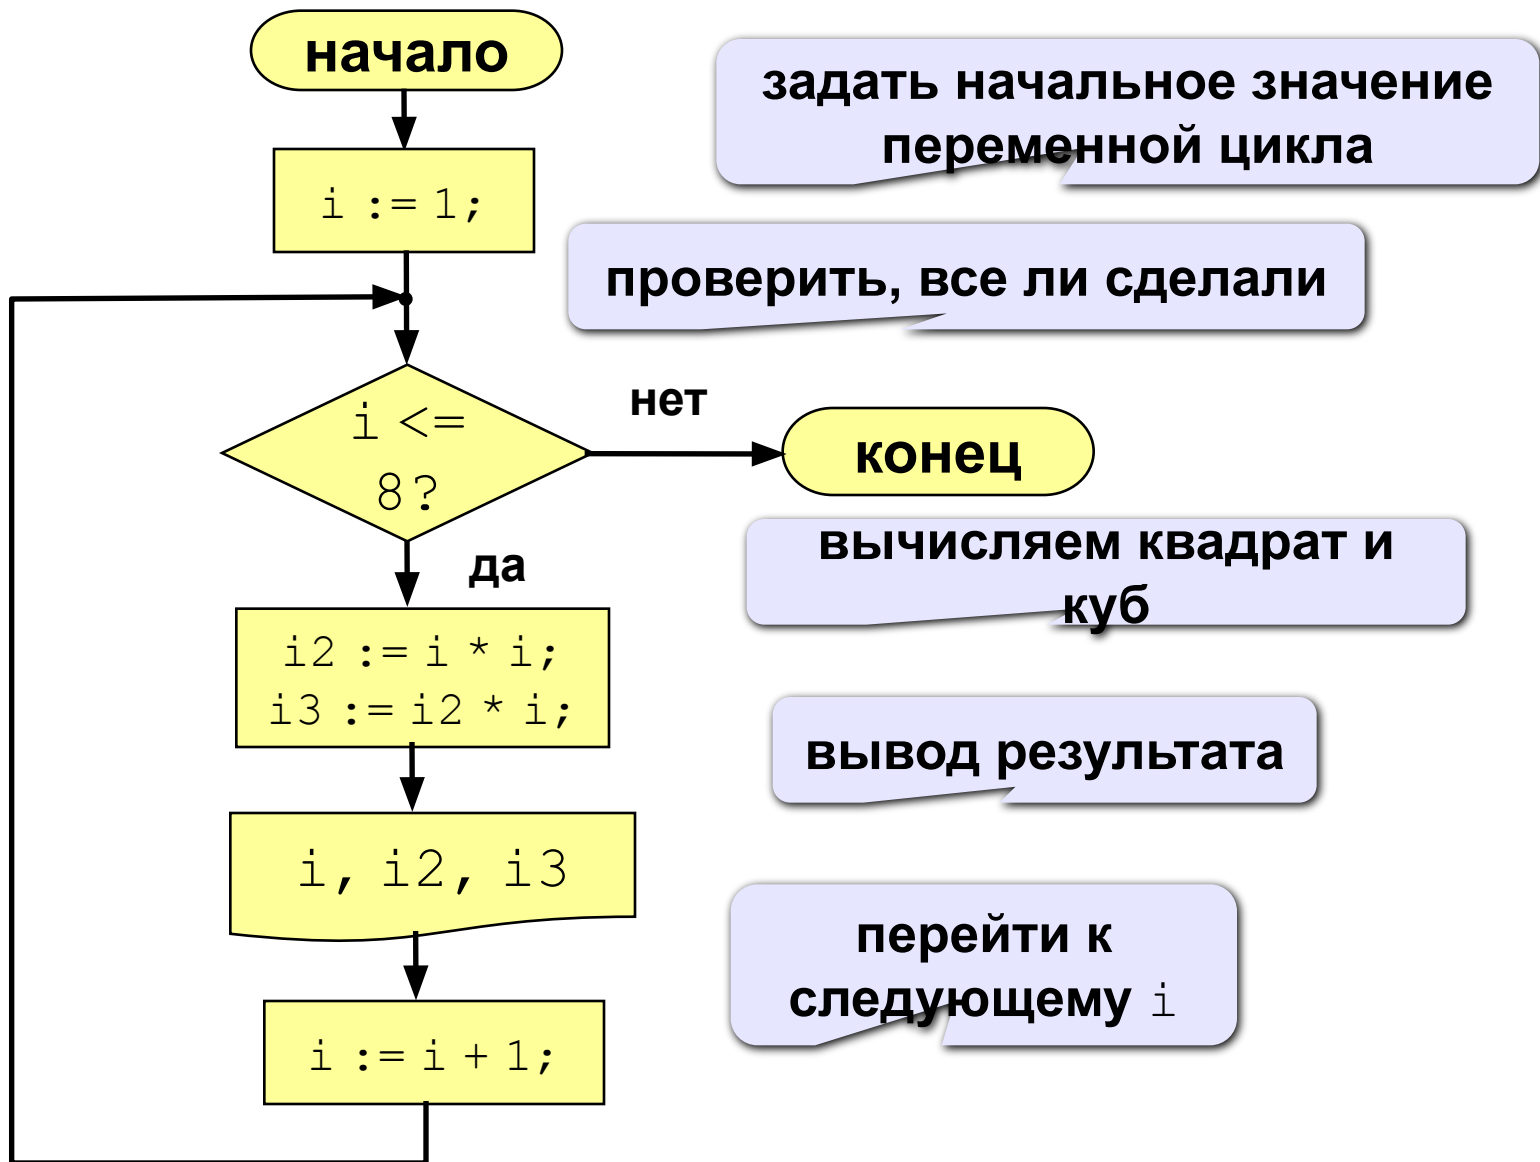 начало
задать начальное значение
переменной цикла
i := 1;
проверить, все ли сделали
i <=
8?
нет
конец
да
вычисляем квадрат и
куб
i2 := i * i;
i3 := i2 * i;
вывод результата
i, i2, i3
перейти к
следующему i
i := i + 1;